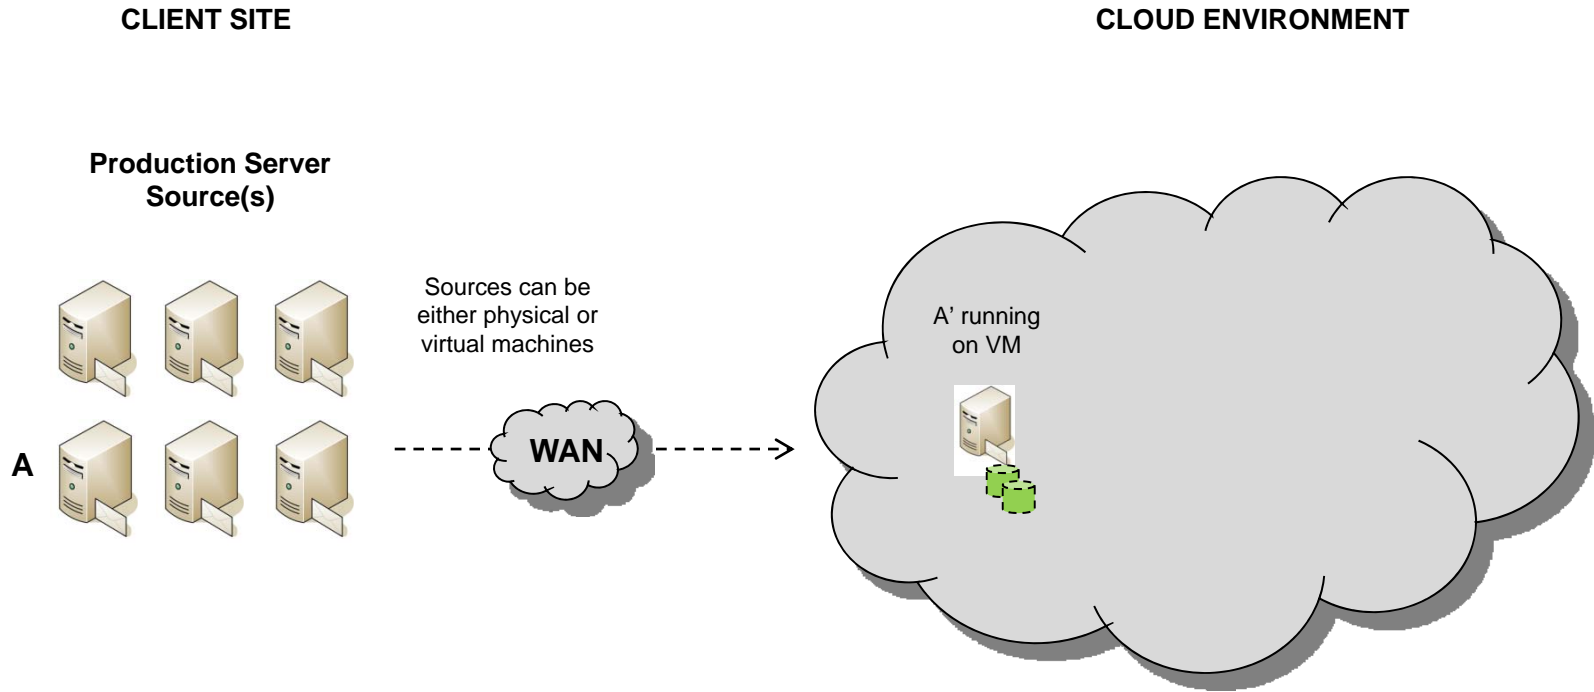 CLIENT SITE
CLOUD ENVIRONMENT
Production Server
Source(s)
Sources can be
either physical or
virtual machines
A’ running
on VM
A
WAN